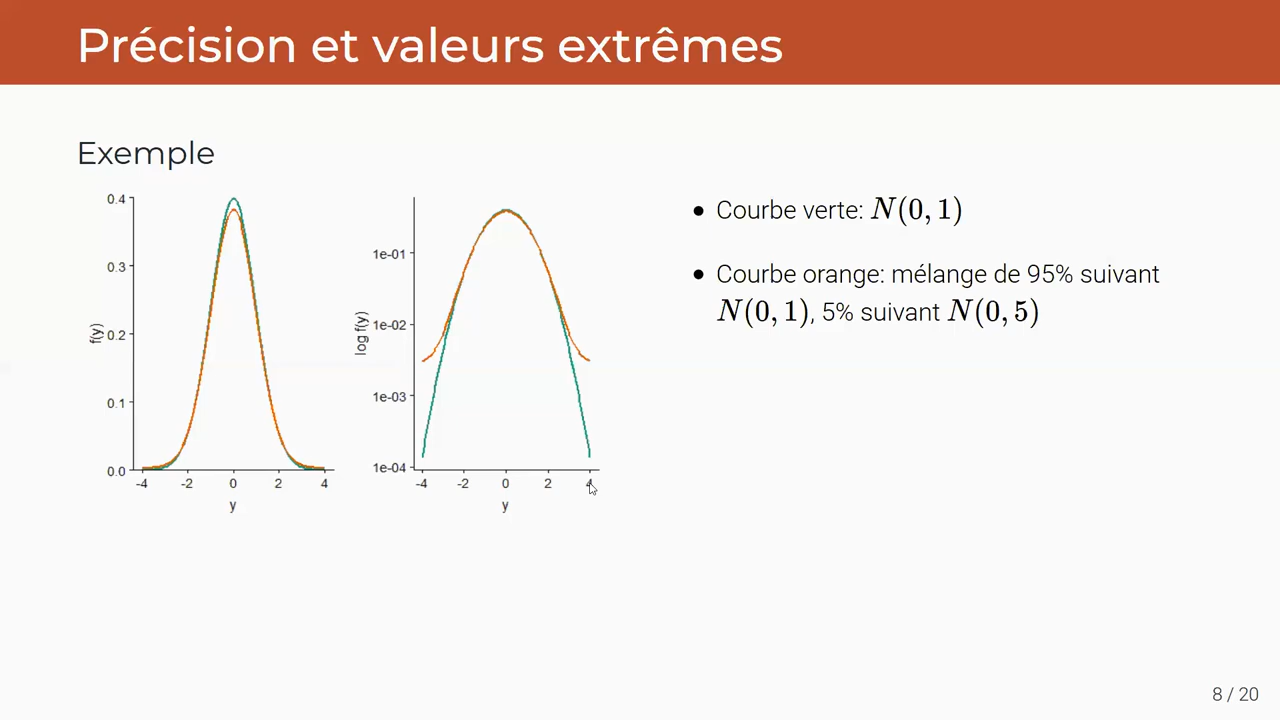 Précision et valeurs extrêmes
Exemple
0.4
0.3
0.2
0.1
0.0
f(y)
-4 -2 0 2 4
y
1e-01
1e-02
1e-03
1e-04
log f(y)
-4 -2 0 2 4
y
• Courbe verte: N(0, 1)
• Courbe orange: mélange de 95% suivant
N(0, 1), 5% suivant N(0, 5)
8 / 20